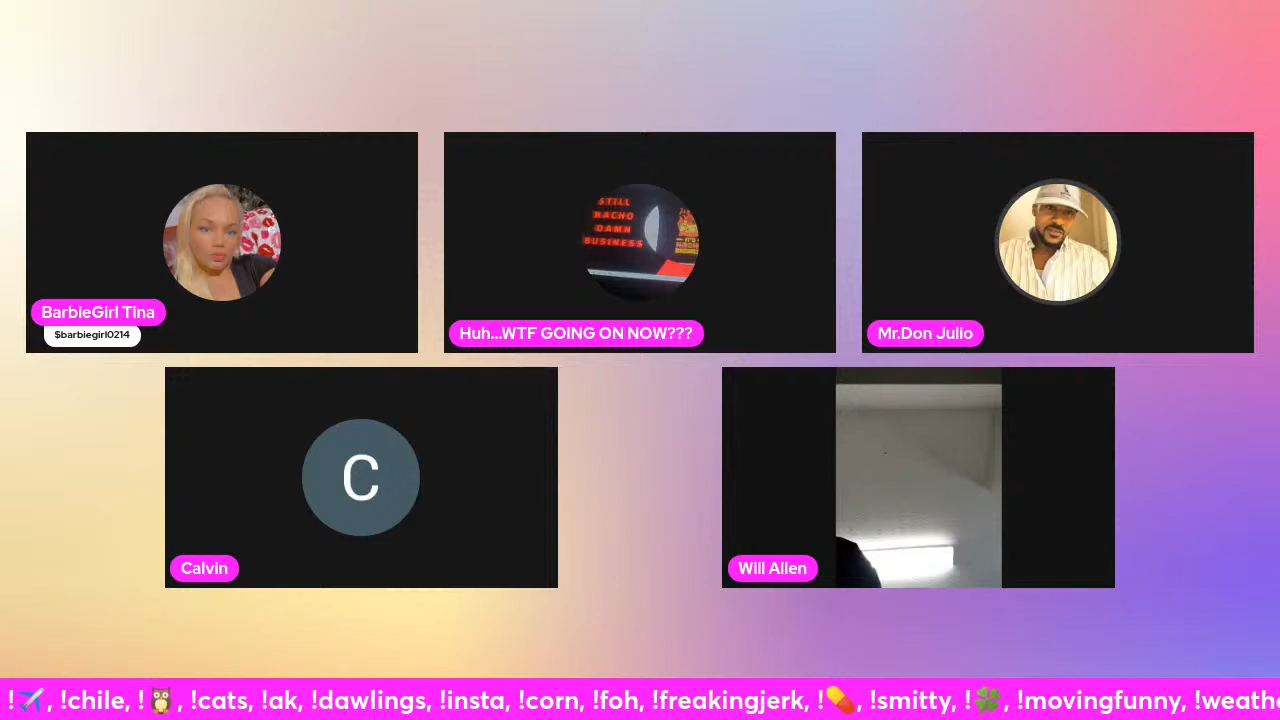 STILL
NACHO
DAMN
BUSINESS
BarbieGirl Tina
$barbiegirl0214
Huh...WTF GOING ON NOW???
Mr.Don Julio
C
Calvin
Will Allen
!✈️, !chile, !🦉, !cats, !ak, !dawlings, !insta, !corn, !foh, !freakingjerk, !💊, !smitty, !🍀, !movingfunny,